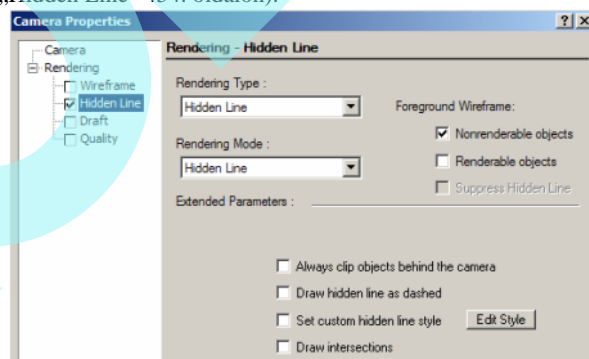 „Hidden Line" 454. oldalon).
Camera Properties
Camera
Rendering
Wireframe
Hidden Line
Draft
Quality
Rendering - Hidden Line
Rendering Type :
Hidden Line
Rendering Mode :
Hidden Line
Foreground Wireframe:
Nonrenderable objects
Renderable objects
Suppress Hidden Line
Extended Parameters :
Always clip objects behind the camera
Draw hidden line as dashed
Set custom hidden line style
Edit Style
Draw intersections